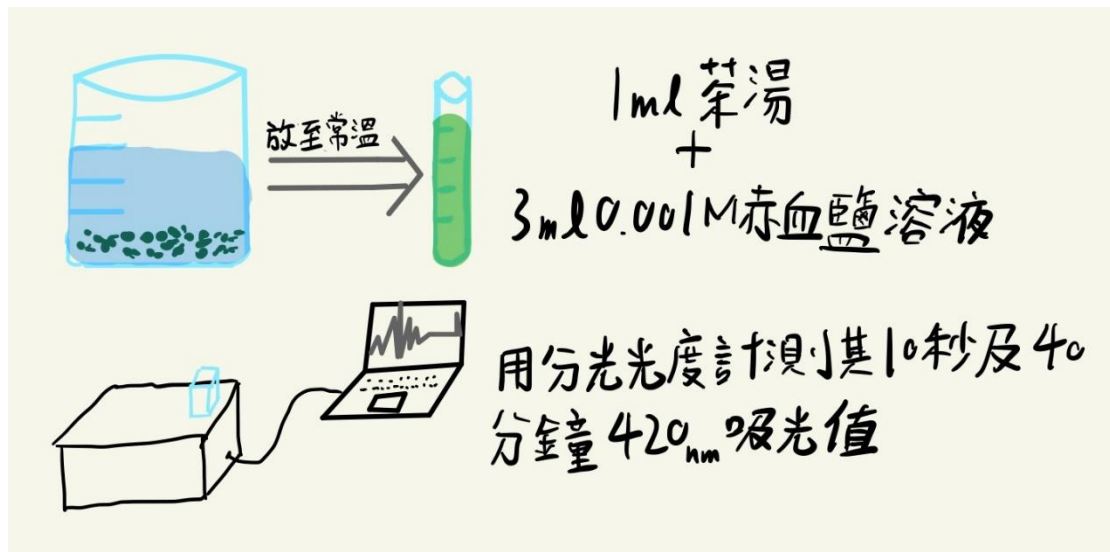 放至常溫
1ml茶湯
+
3ml0.001M赤血鹽溶液
用分光光度計測其10秒及40
分鐘420nm吸光值